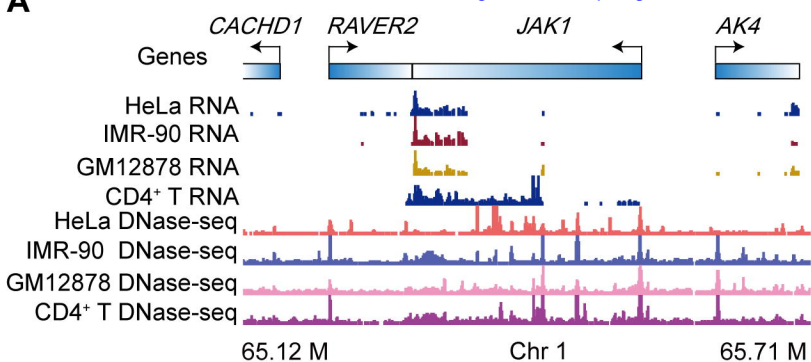 A
CACHD1 RAVER2 JAK1 AK4
Genes
HeLa RNA
IMR-90 RNA
GM12878 RNA
CD4⁺ T RNA
HeLa DNase-seq
IMR-90 DNase-seq
GM12878 DNase-seq
CD4⁺ T DNase-seq
65.12 M Chr 1 65.71 M